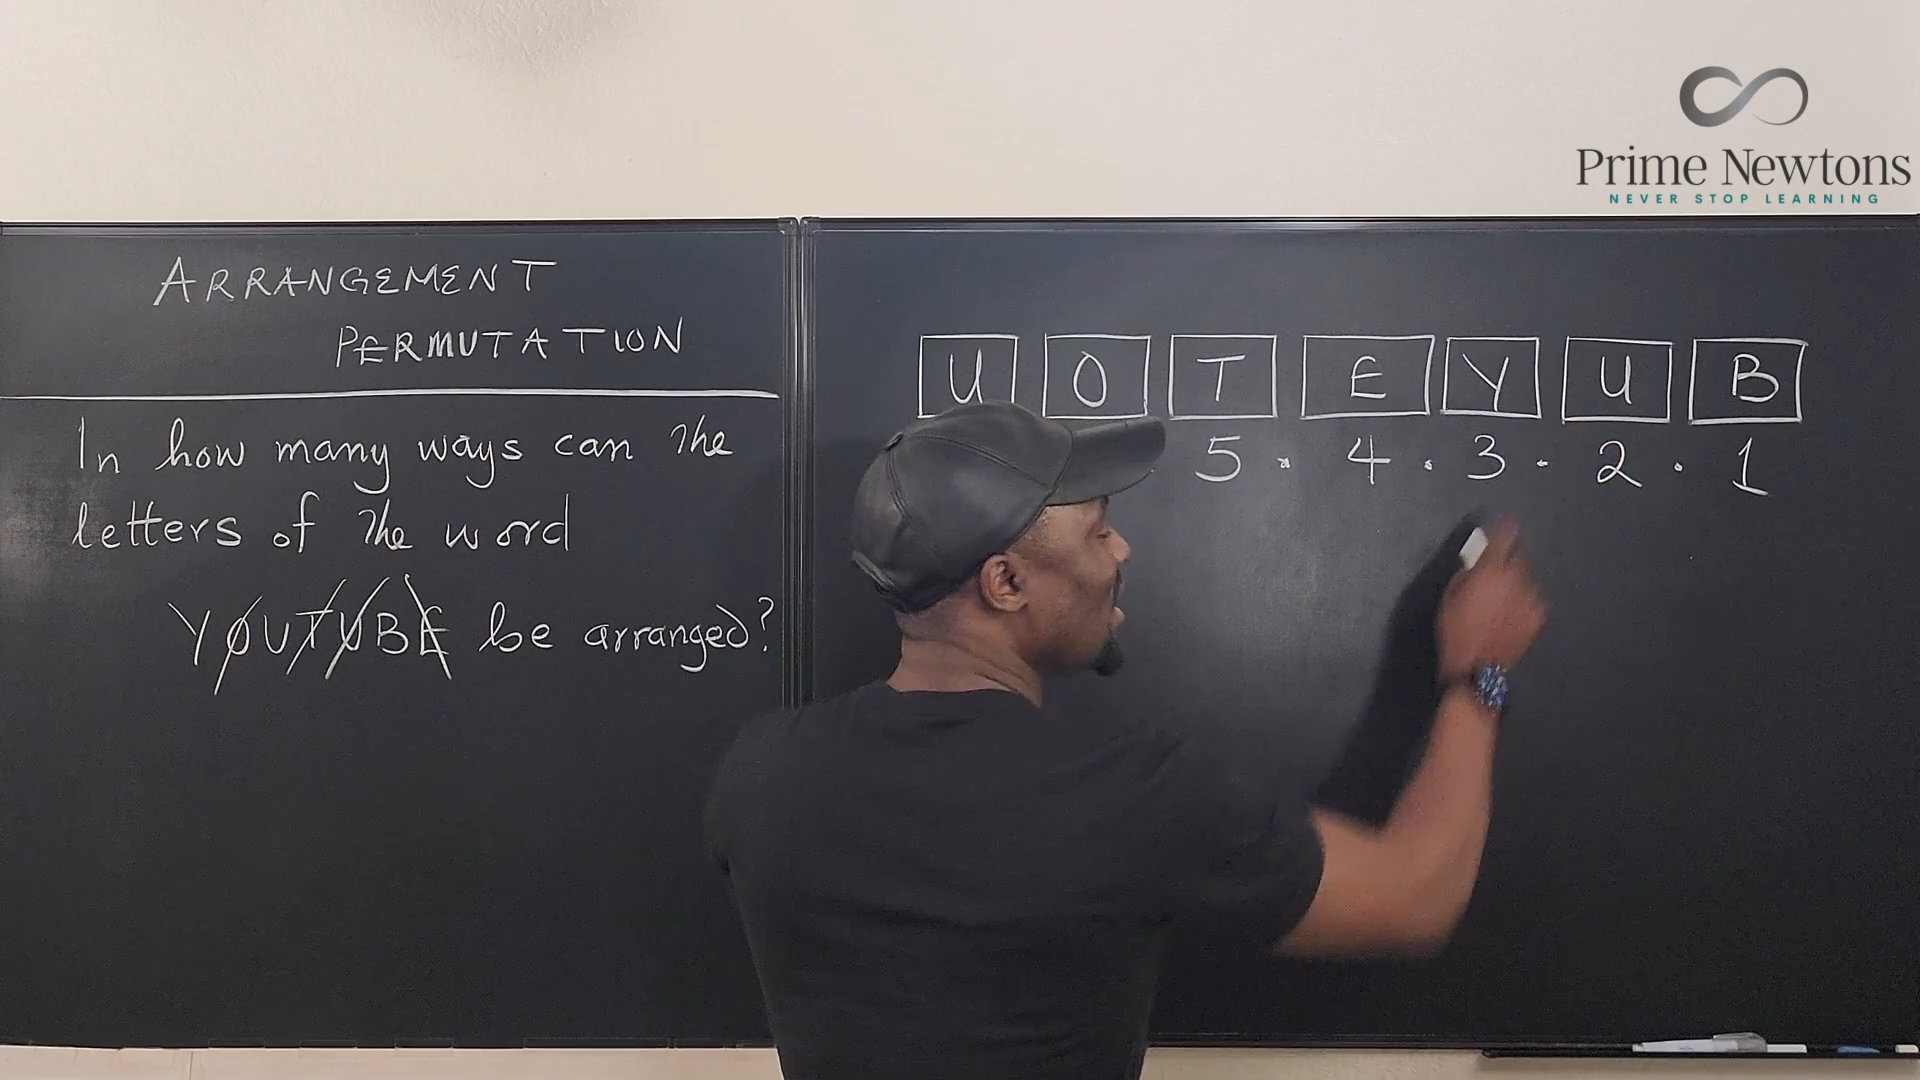 Prime Newtons
NEVER STOP LEARNING
ARRANGEMENT
PERMUTATION
In how many ways can the
letters of the word
YOUTUBE be arranged?
U O T E Y U B
5 . 4 . 3 . 2 . 1